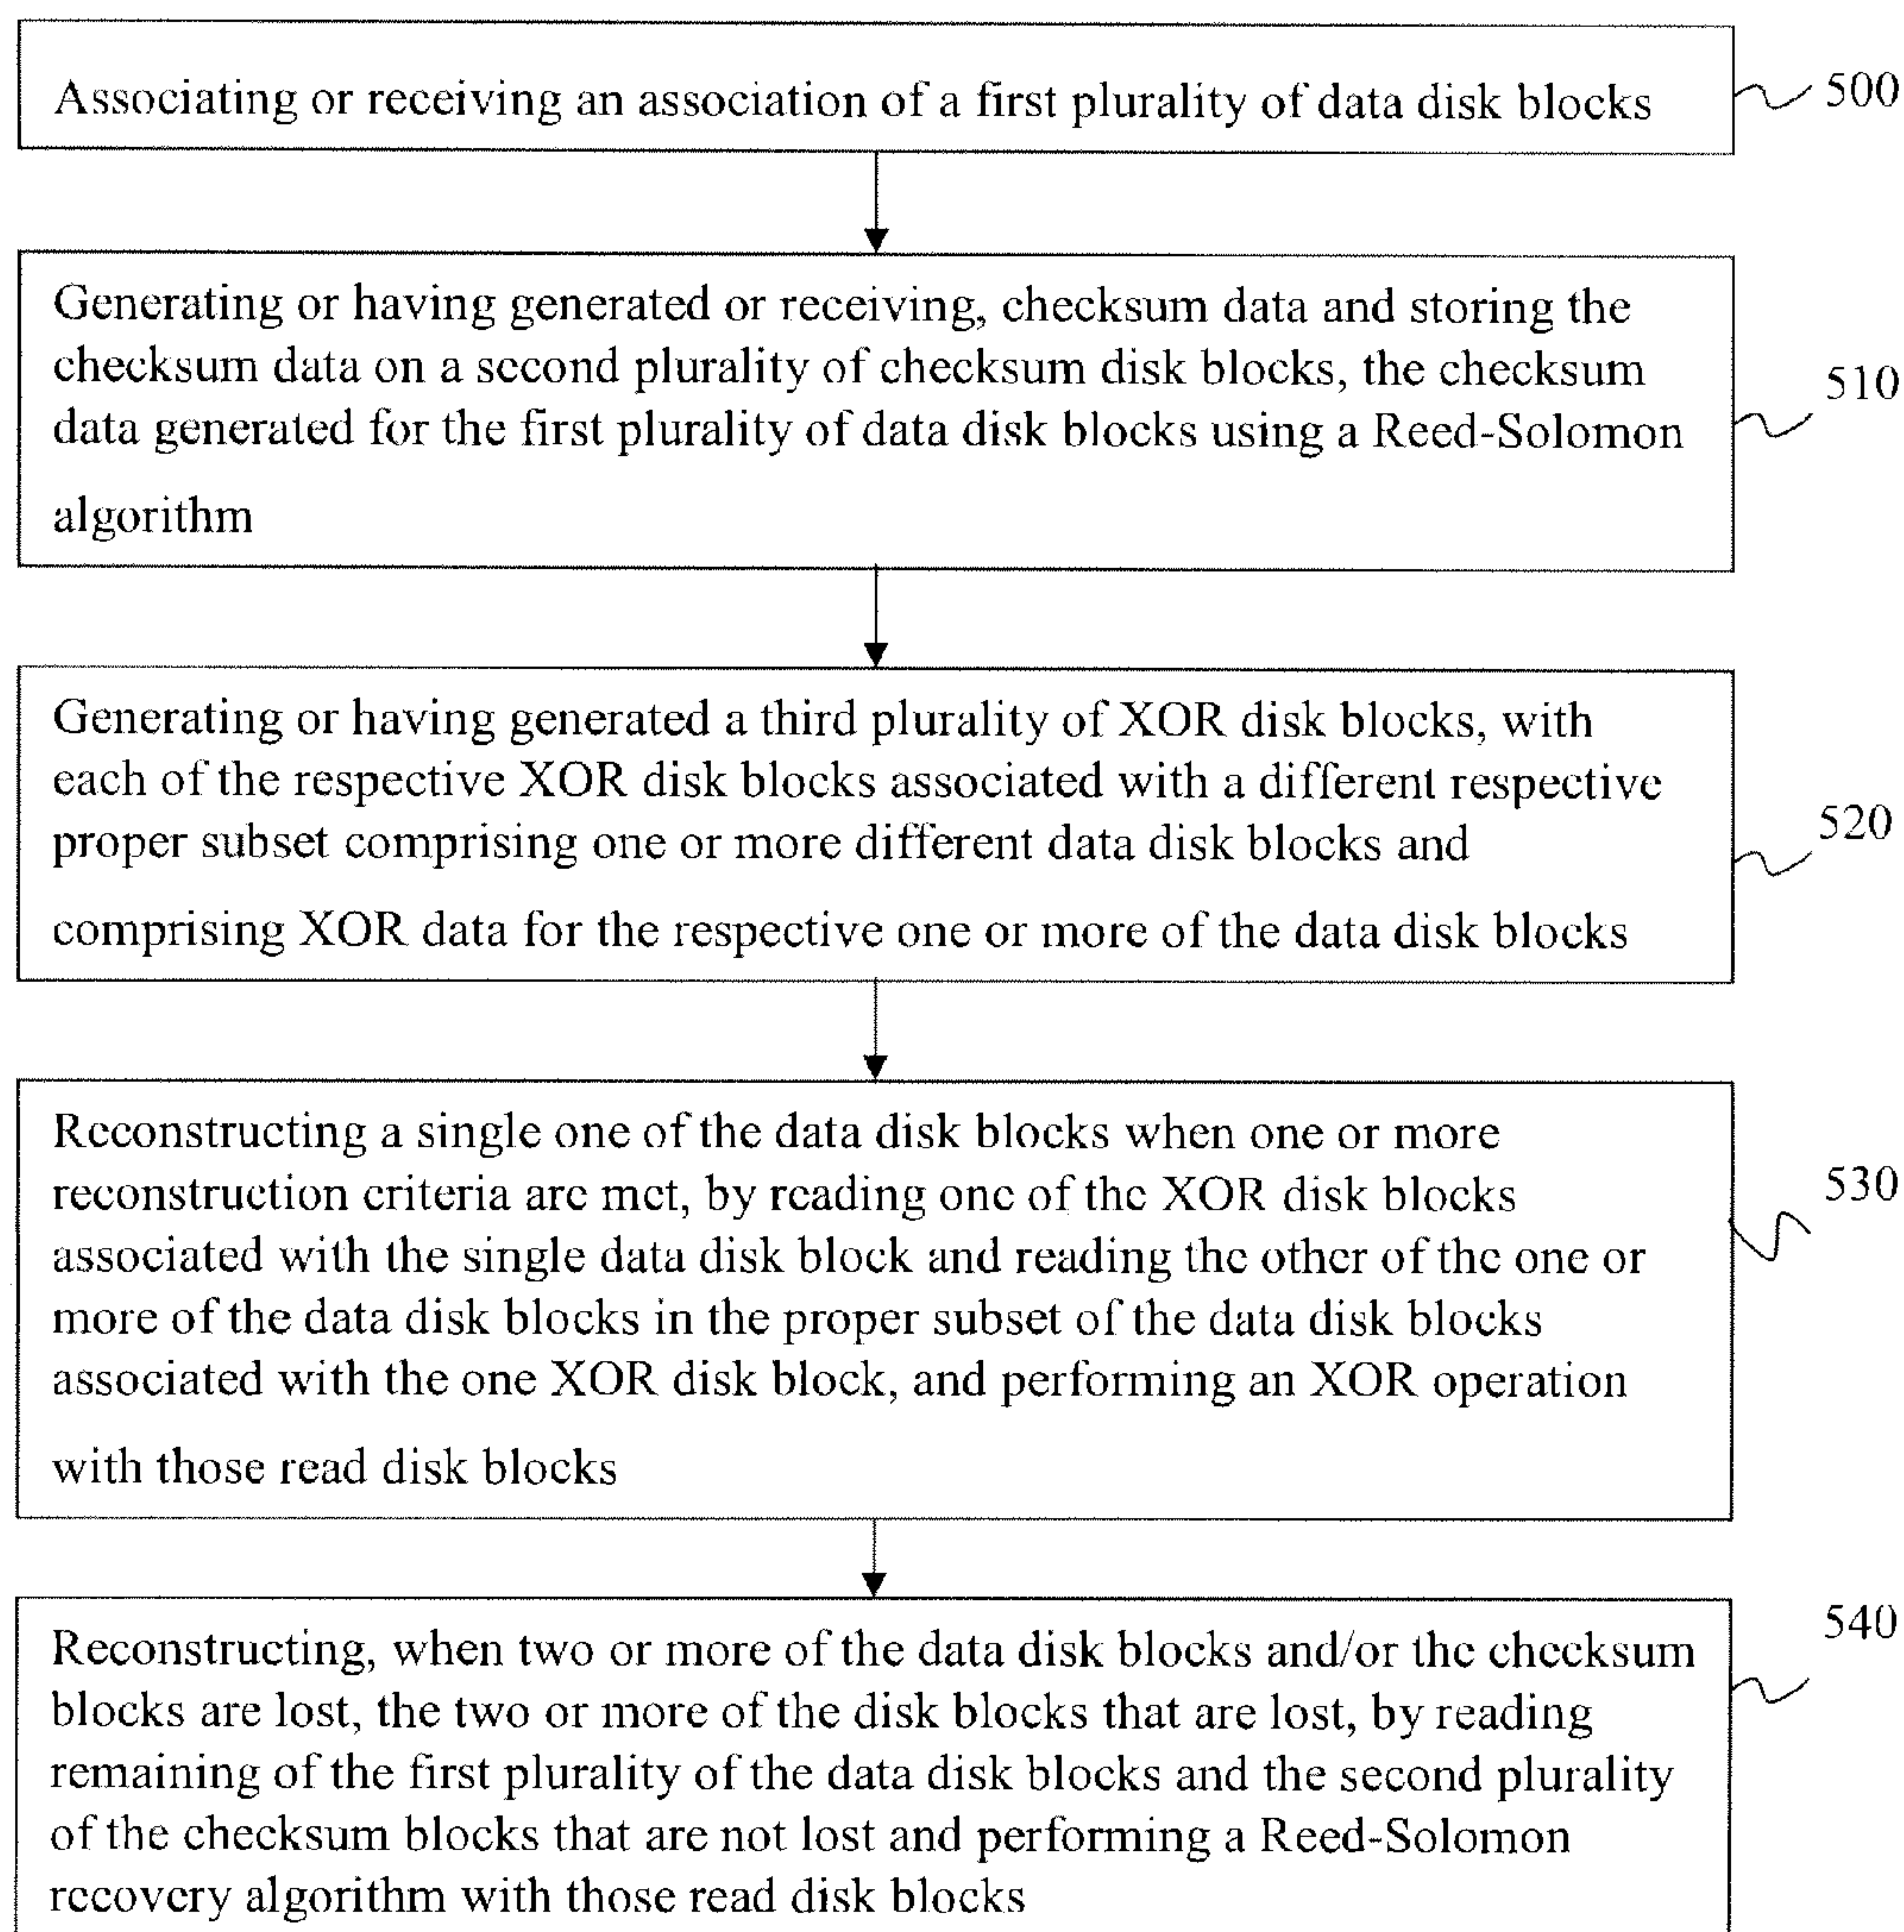 Associating or receiving an association of a first plurality of data disk blocks
500
Generating or having generated or receiving, checksum data and storing the
checksum data on a second plurality of checksum disk blocks, the checksum
data generated for the first plurality of data disk blocks using a Reed-Solomon
algorithm
510
Generating or having generated a third plurality of XOR disk blocks, with
each of the respective XOR disk blocks associated with a different respective
proper subset comprising one or more different data disk blocks and
comprising XOR data for the respective one or more of the data disk blocks
520
Reconstructing a single one of the data disk blocks when one or more
reconstruction criteria are met, by reading one of the XOR disk blocks
associated with the single data disk block and reading the other of the one or
more of the data disk blocks in the proper subset of the data disk blocks
associated with the one XOR disk block, and performing an XOR operation
with those read disk blocks
530
Reconstructing, when two or more of the data disk blocks and/or the checksum
blocks are lost, the two or more of the disk blocks that are lost, by reading
remaining of the first plurality of the data disk blocks and the second plurality
of the checksum blocks that are not lost and performing a Reed-Solomon
recovery algorithm with those read disk blocks
540